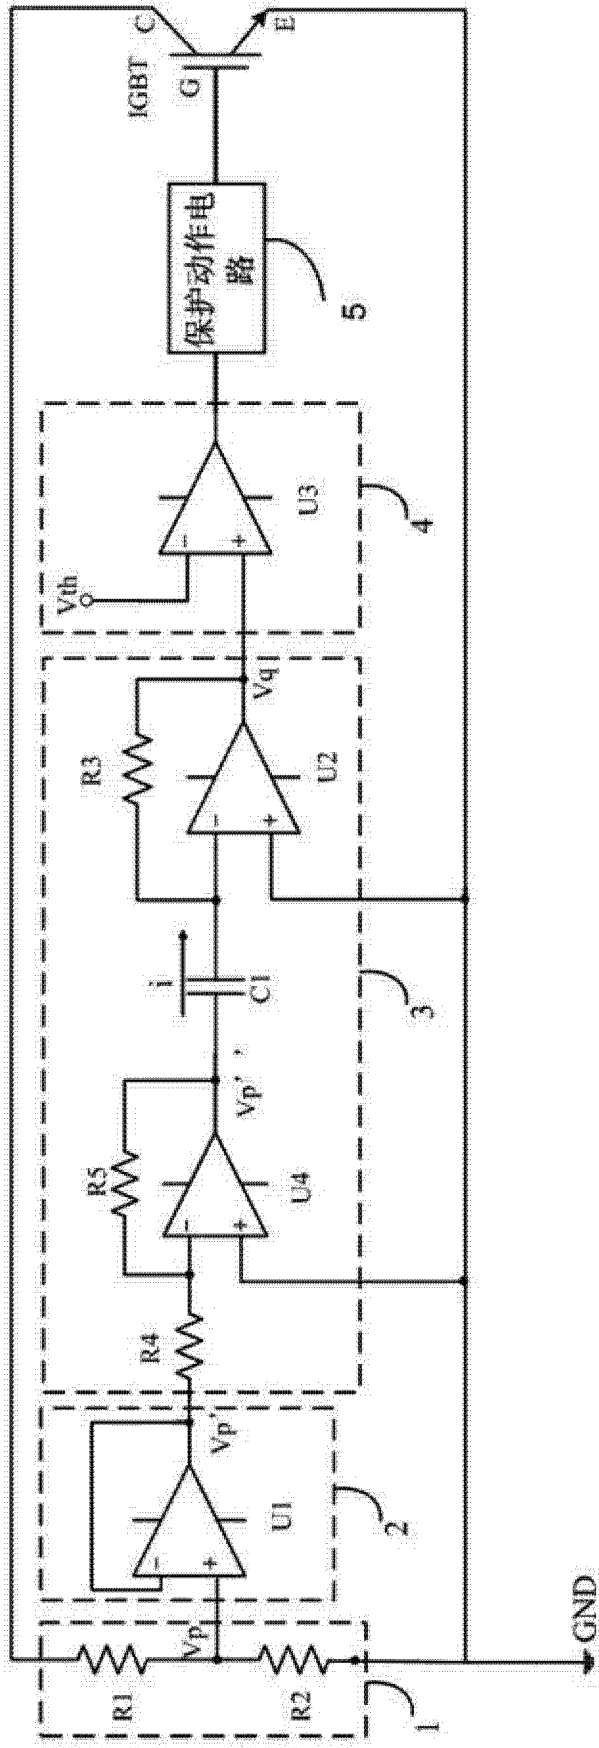 C
E
IGBT
G
保护动作电
路
5
Vth
-
+
U3
4
R3
Vq
-
+
U2
i
C1
3
R5
Vp''
-
+
U4
R4
Vp'
-
+
U1
2
Vp
R1
R2
1
GND